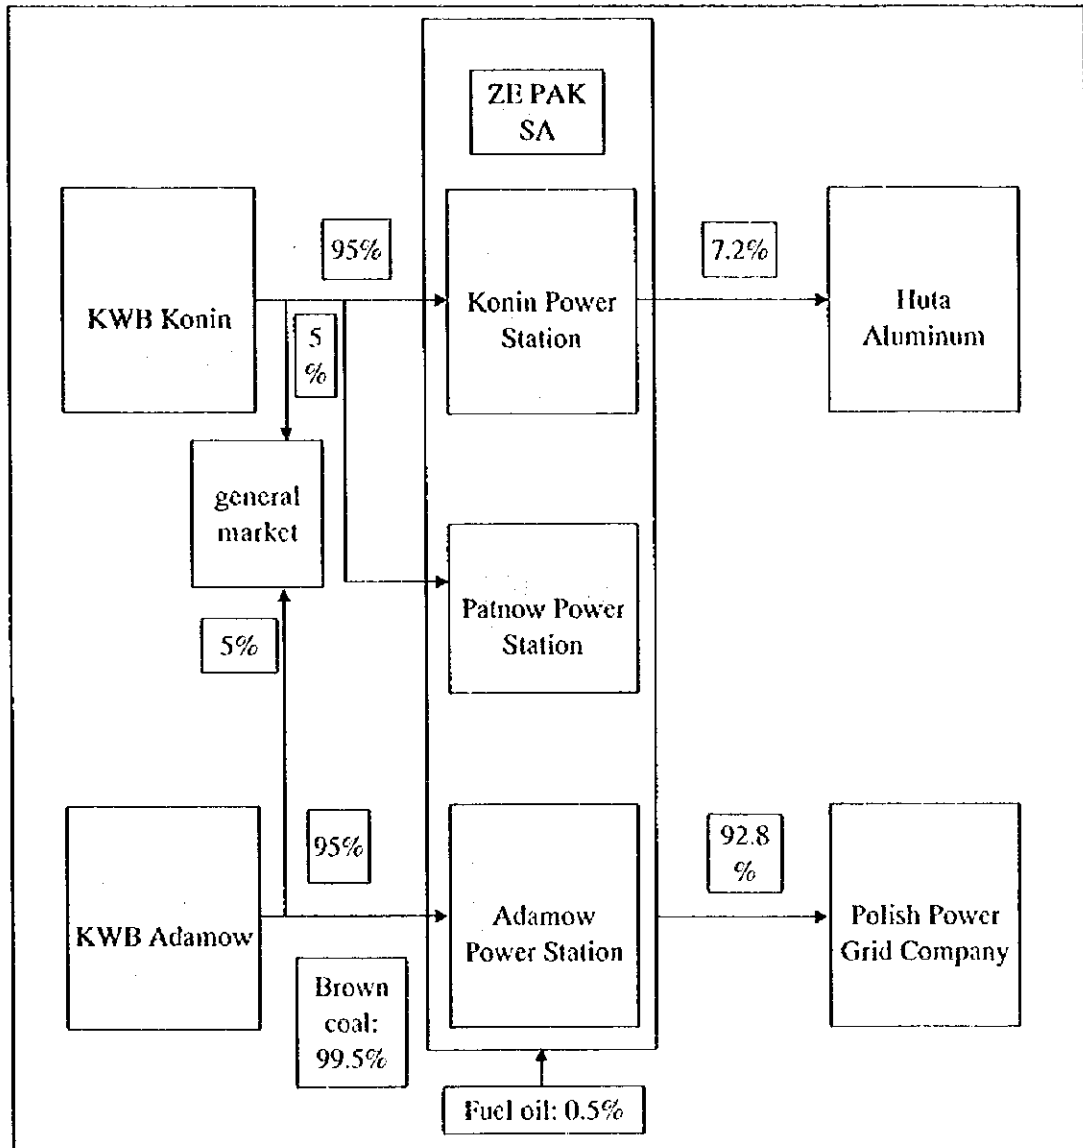 ZE PAK
SA
KWB Konin
95%
5
%
Konin Power
Station
7.2%
Huta
Aluminum
general
market
Patnow Power
Station
5%
KWB Adamow
95%
Brown
coal:
99.5%
Adamow
Power Station
92.8
%
Polish Power
Grid Company
Fuel oil: 0.5%